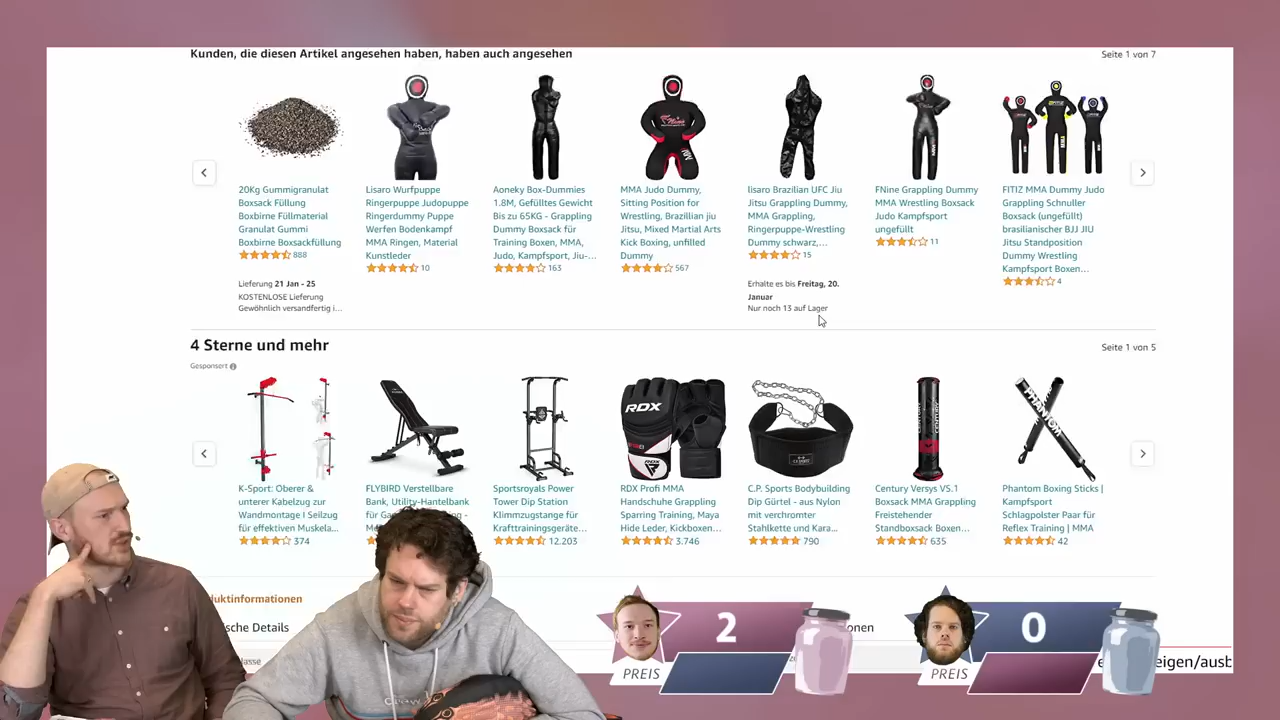 Kunden, die diesen Artikel angesehen haben, haben auch angesehen
Seite 1 von 7
20Kg Gummigranulat
Boxsack Füllung
Boxbirne Füllmaterial
Granulat Gummi
Boxbirne Boxsackfüllung
888
Lieferung 21 Jan - 25
KOSTENLOSE Lieferung
Gewöhnlich versandfertig i...
Lisaro Wurfpuppe
Ringerpuppe Judopuppe
Ringerdummy Puppe
Werfen Bodenkampf
MMA Ringen, Material
Kunstleder
10
Aoneky Box-Dummies
1.8M, Gefülltes Gewicht
Bis zu 65KG - Grappling
Dummy Boxsack für
Training Boxen, MMA,
Judo, Kampfsport, Jiu-...
163
MMA Judo Dummy,
Sitting Position for
Wrestling, Brazillian jiu
Jitsu, Mixed Martial Arts
Kick Boxing, unfilled
Dummy
567
lisaro Brazilian UFC Jiu
Jitsu Grappling Dummy,
MMA Grappling,
Ringerpuppe-Wrestling
Dummy schwarz,...
15
Erhalte es bis Freitag, 20.
Januar
Nur noch 13 auf Lager
FNine Grappling Dummy
MMA Wrestling Boxsack
Judo Kampfsport
ungefüllt
11
FITIZ MMA Dummy Judo
Grappling Schnuller
Boxsack (ungefüllt)
brasilianischer BJJ JIU
Jitsu Standposition
Dummy Wrestling
Kampfsport Boxen...
4
4 Sterne und mehr
Seite 1 von 5
Gesponsert
RDX
CENTURY
PHANTOM
K-Sport: Oberer &
unterer Kabelzug zur
Wandmontage I Seilzug
für effektiven Muskela...
374
FLYBIRD Verstellbare
Bank, Utility-Hantelbank
Sportsroyals Power
Tower Dip Station
Klimmzugstange für
Krafttrainingsgeräte...
12.203
RDX Profi MMA
Handschuhe Grappling
Sparring Training, Maya
Hide Leder, Kickboxen...
3.746
C.P. Sports Bodybuilding
Dip Gürtel - aus Nylon
mit verchromter
Stahlkette und Kara...
790
Century Versys VS.1
Boxsack MMA Grappling
Freistehender
Standboxsack Boxen...
635
Phantom Boxing Sticks |
Kampfsport
Schlagpolster Paar für
Reflex Training | MMA
42
duktinformationen
sche Details
onen
2
PREIS
0
PREIS
eigen/ausb